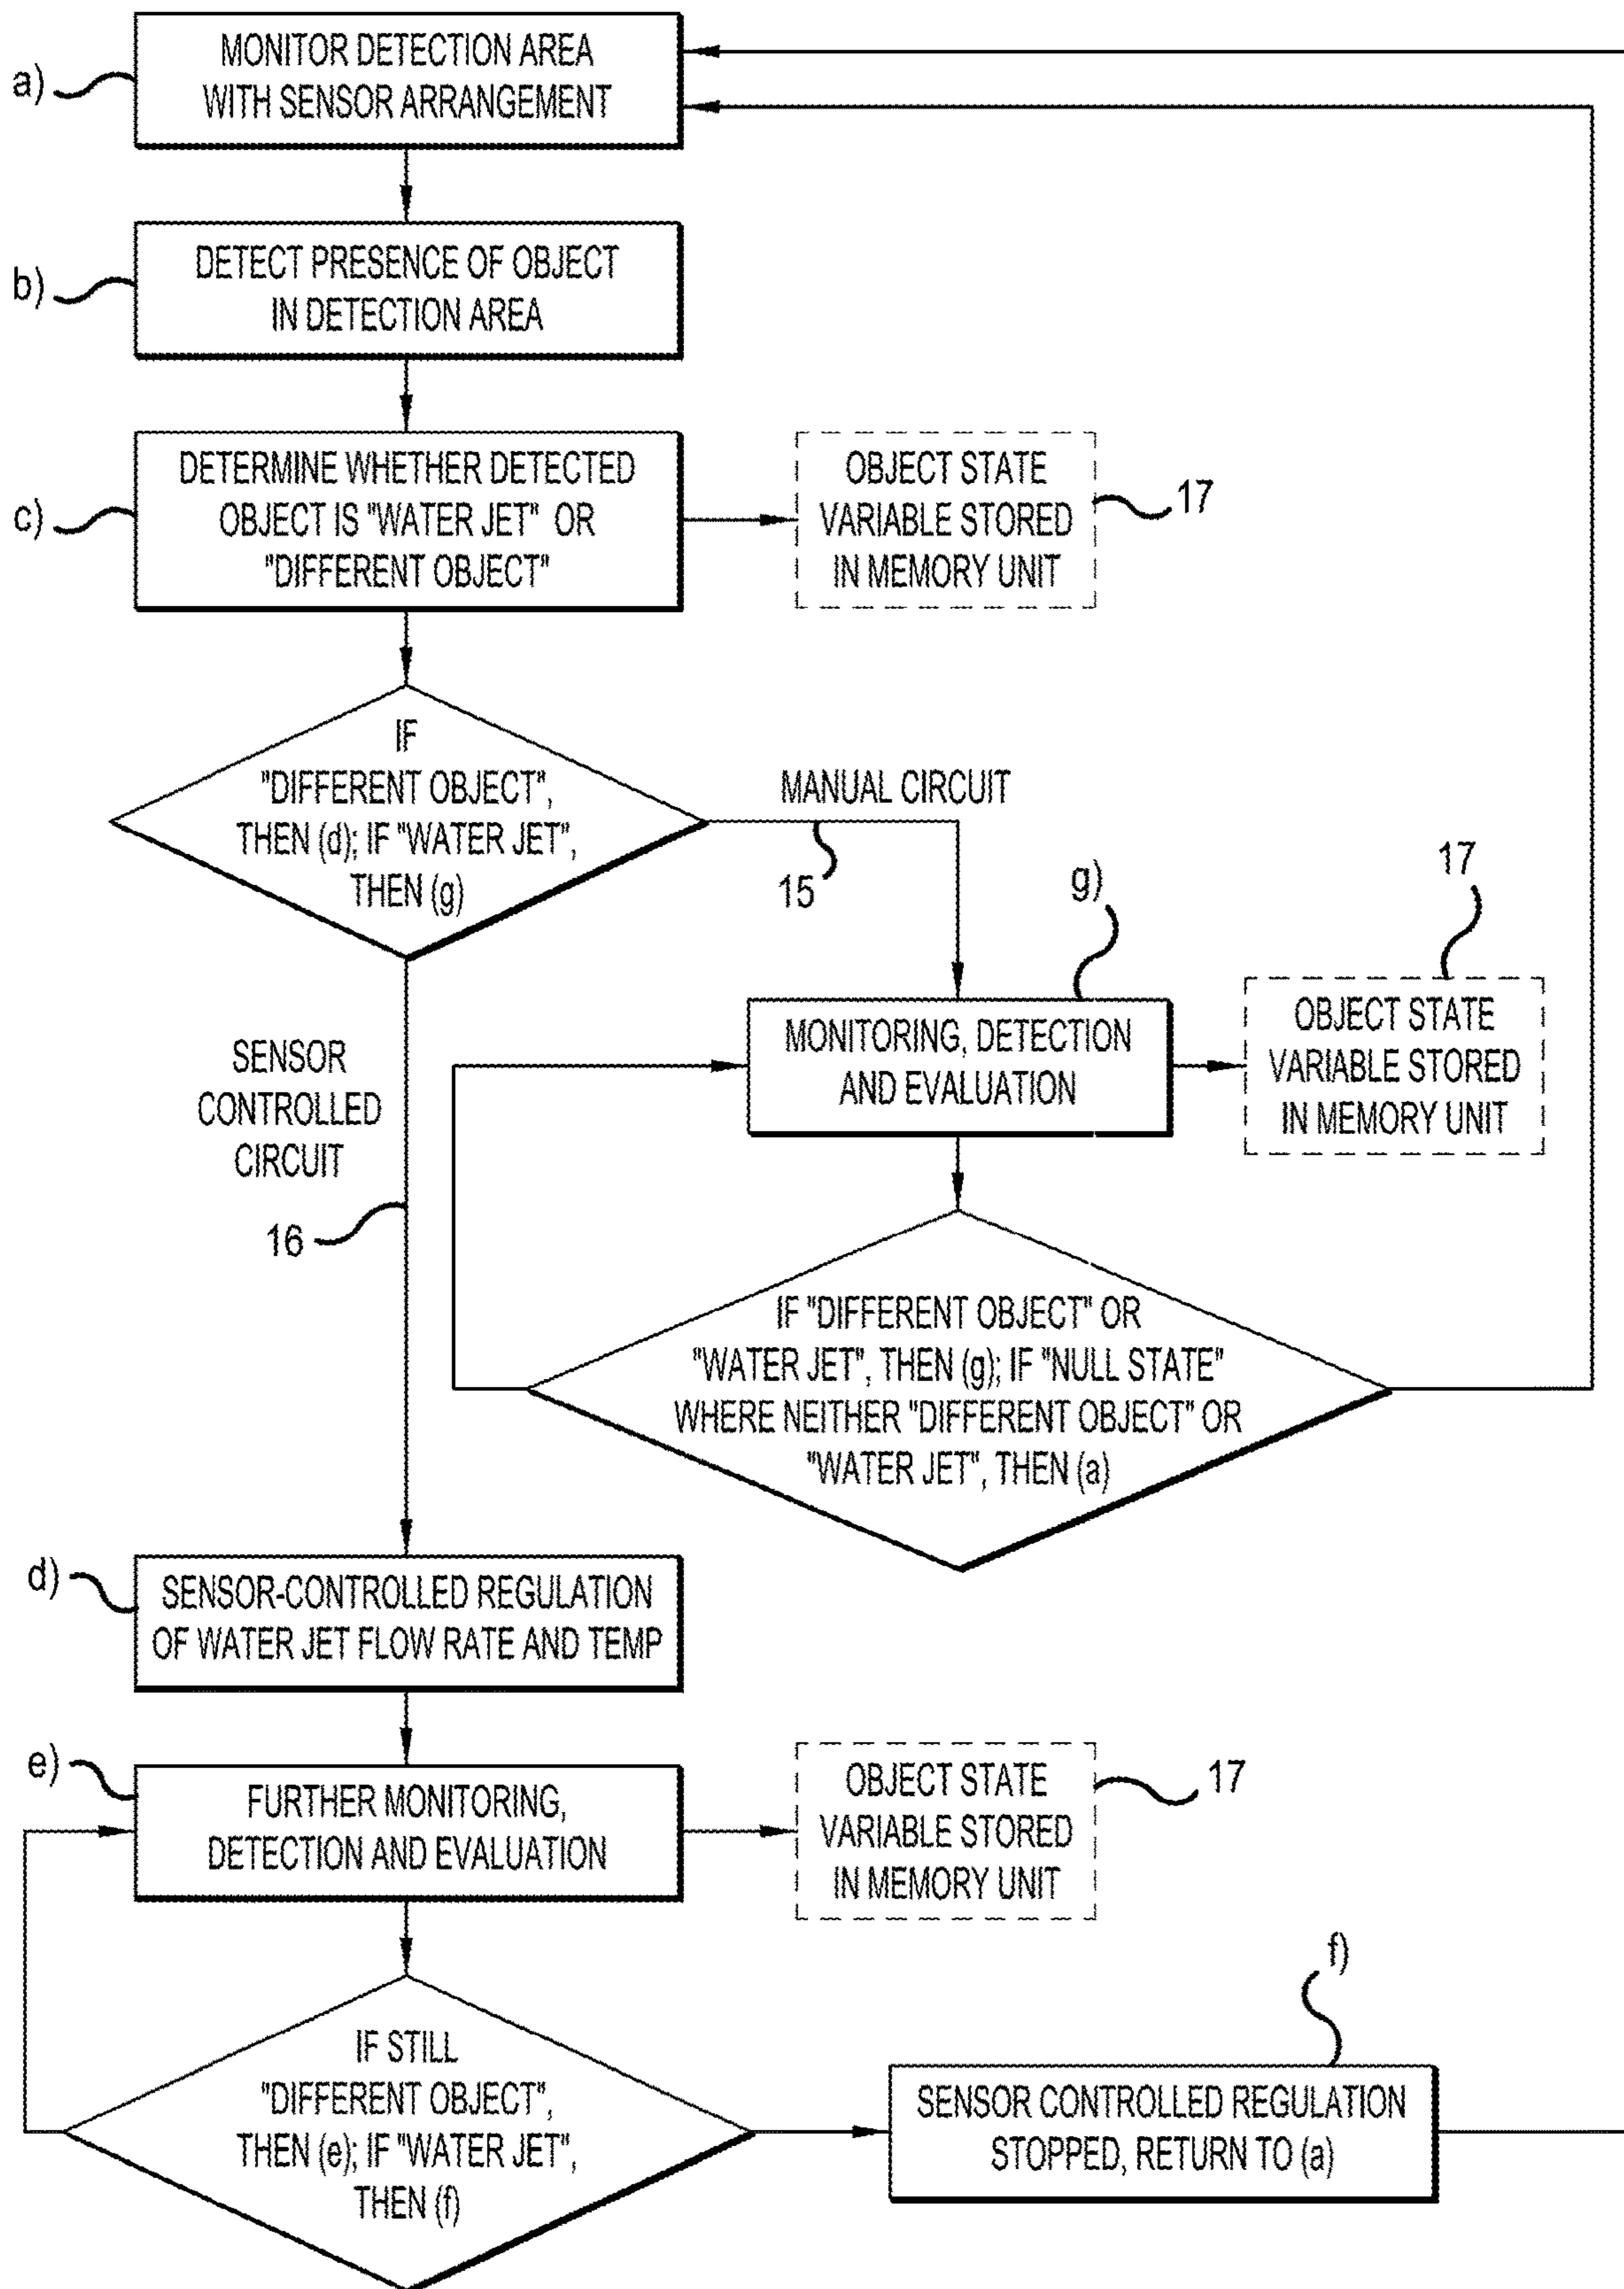 a)
MONITOR DETECTION AREA
WITH SENSOR ARRANGEMENT
b)
DETECT PRESENCE OF OBJECT
IN DETECTION AREA
c)
DETERMINE WHETHER DETECTED
OBJECT IS "WATER JET" OR
"DIFFERENT OBJECT"
OBJECT STATE
VARIABLE STORED
IN MEMORY UNIT
17
IF
"DIFFERENT OBJECT",
THEN (d); IF "WATER JET",
THEN (g)
MANUAL CIRCUIT
15
g)
17
MONITORING, DETECTION
AND EVALUATION
OBJECT STATE
VARIABLE STORED
IN MEMORY UNIT
SENSOR
CONTROLLED
CIRCUIT
16
IF "DIFFERENT OBJECT" OR
"WATER JET", THEN (g); IF "NULL STATE"
WHERE NEITHER "DIFFERENT OBJECT" OR
"WATER JET", THEN (a)
d)
SENSOR-CONTROLLED REGULATION
OF WATER JET FLOW RATE AND TEMP
e)
FURTHER MONITORING,
DETECTION AND EVALUATION
OBJECT STATE
VARIABLE STORED
IN MEMORY UNIT
17
IF STILL
"DIFFERENT OBJECT",
THEN (e); IF "WATER JET",
THEN (f)
f)
SENSOR CONTROLLED REGULATION
STOPPED, RETURN TO (a)